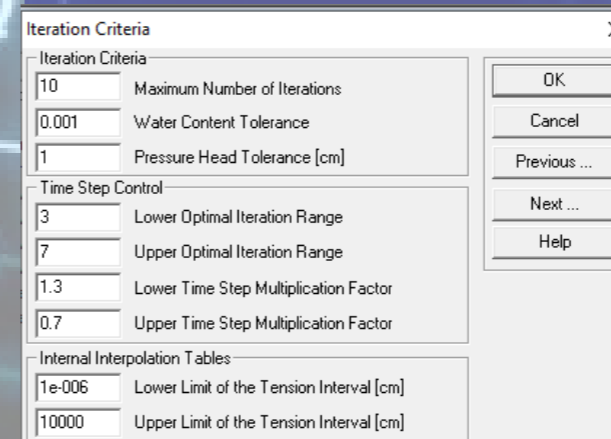 Iteration Criteria
Iteration Criteria
10 Maximum Number of Iterations
0.001 Water Content Tolerance
1 Pressure Head Tolerance [cm]
Time Step Control
3 Lower Optimal Iteration Range
7 Upper Optimal Iteration Range
1.3 Lower Time Step Multiplication Factor
0.7 Upper Time Step Multiplication Factor
Internal Interpolation Tables
1e-006 Lower Limit of the Tension Interval [cm]
10000 Upper Limit of the Tension Interval [cm]
OK
Cancel
Previous ...
Next ...
Help